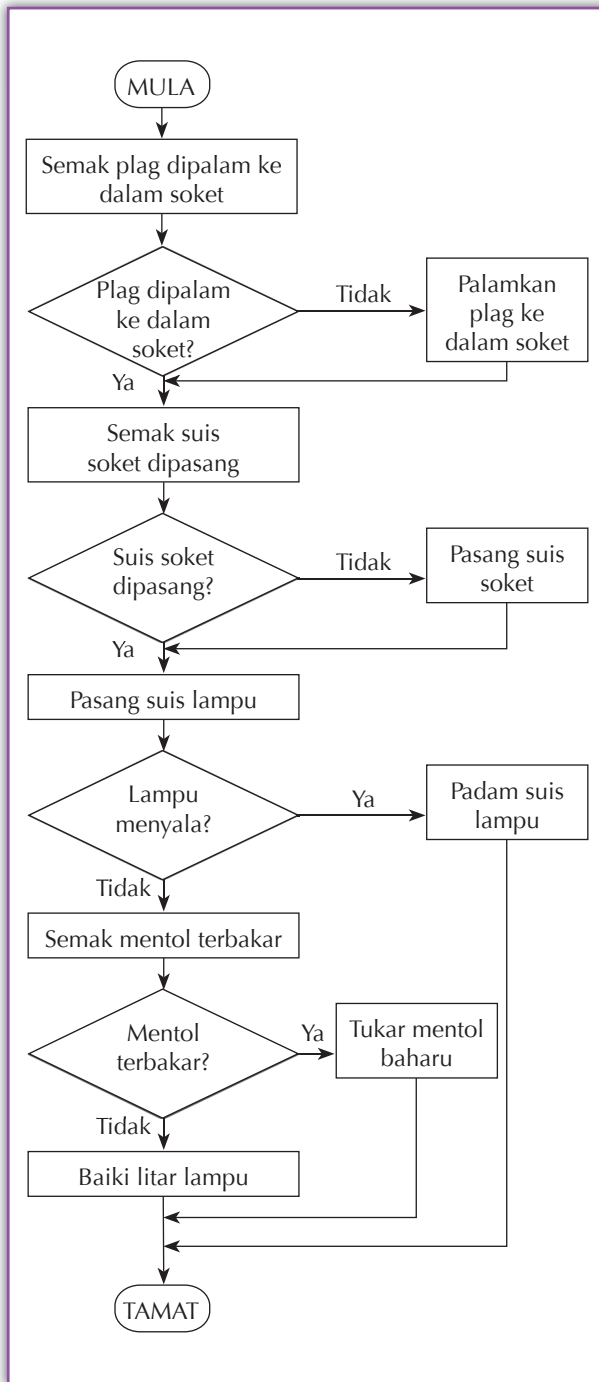 MULA
Semak plag dipalam ke
dalam soket
Plag dipalam
ke dalam
soket?
Tidak
Palamkan
plag ke
dalam soket
Ya
Semak suis
soket dipasang
Suis soket
dipasang?
Tidak
Pasang suis
soket
Ya
Pasang suis lampu
Lampu
menyala?
Ya
Padam suis
lampu
Tidak
Semak mentol terbakar
Mentol
terbakar?
Ya
Tukar mentol
baharu
Tidak
Baiki litar lampu
TAMAT